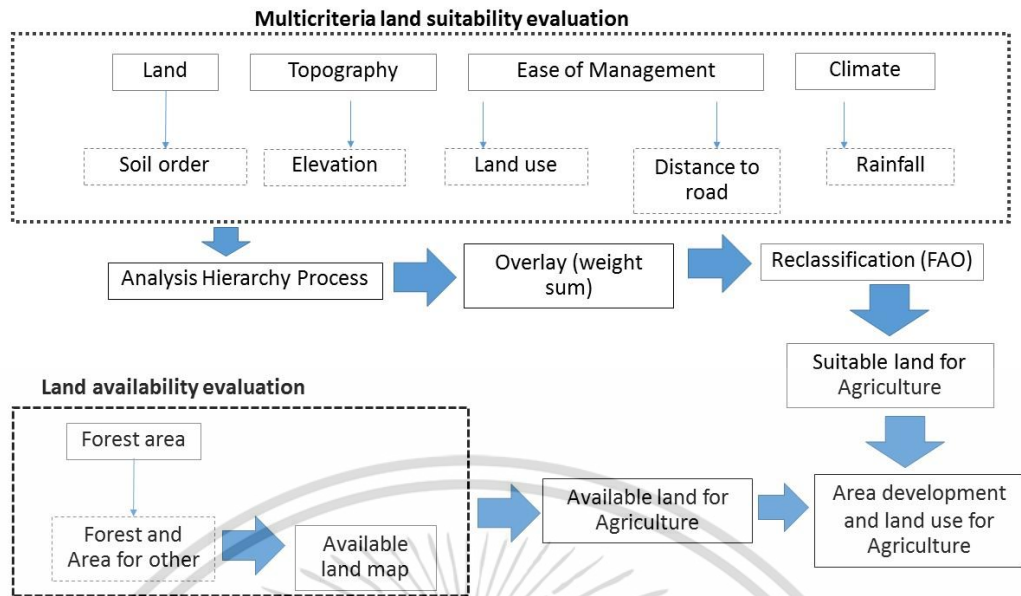 Multicriteria land suitability evaluation
Land
Topography
Ease of Management
Climate
Soil order
Elevation
Land use
Distance to
road
Rainfall
Analysis Hierarchy Process
Overlay (weight
sum)
Reclassification (FAO)
Suitable land for
Agriculture
Land availability evaluation
Forest area
Forest and
Area for other
Available
land map
Available land for
Agriculture
Area development
and land use for
Agriculture